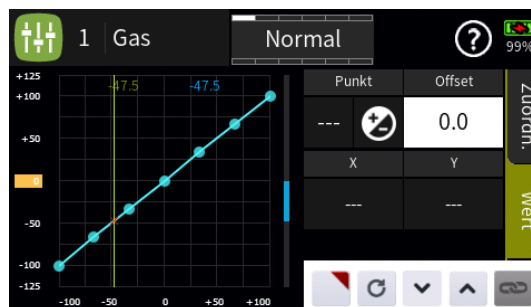 1 Gas Normal ? 99%
Punkt Offset
--- 0.0
X Y
--- ---
Zuordn.
Wert
-47.5 -47.5
+125
+100
+50
0
-50
-100
-125
-100 -50 0 +50 +100